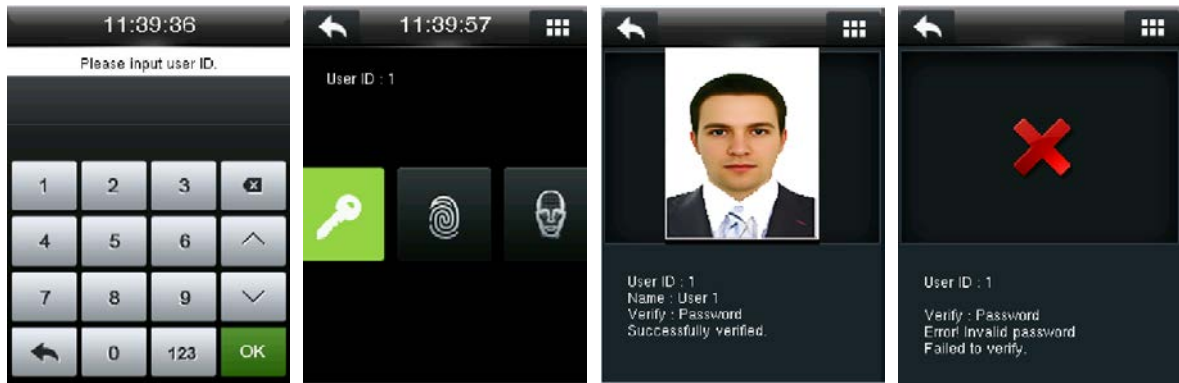 11:39:36
Please input user ID.
1 2 3
4 5 6
7 8 9
0 123 OK
11:39:57
User ID : 1
User ID : 1
Name : User 1
Verify : Password
Successfully verified.
User ID : 1
Verify : Password
Error! Invalid password
Failed to verify.